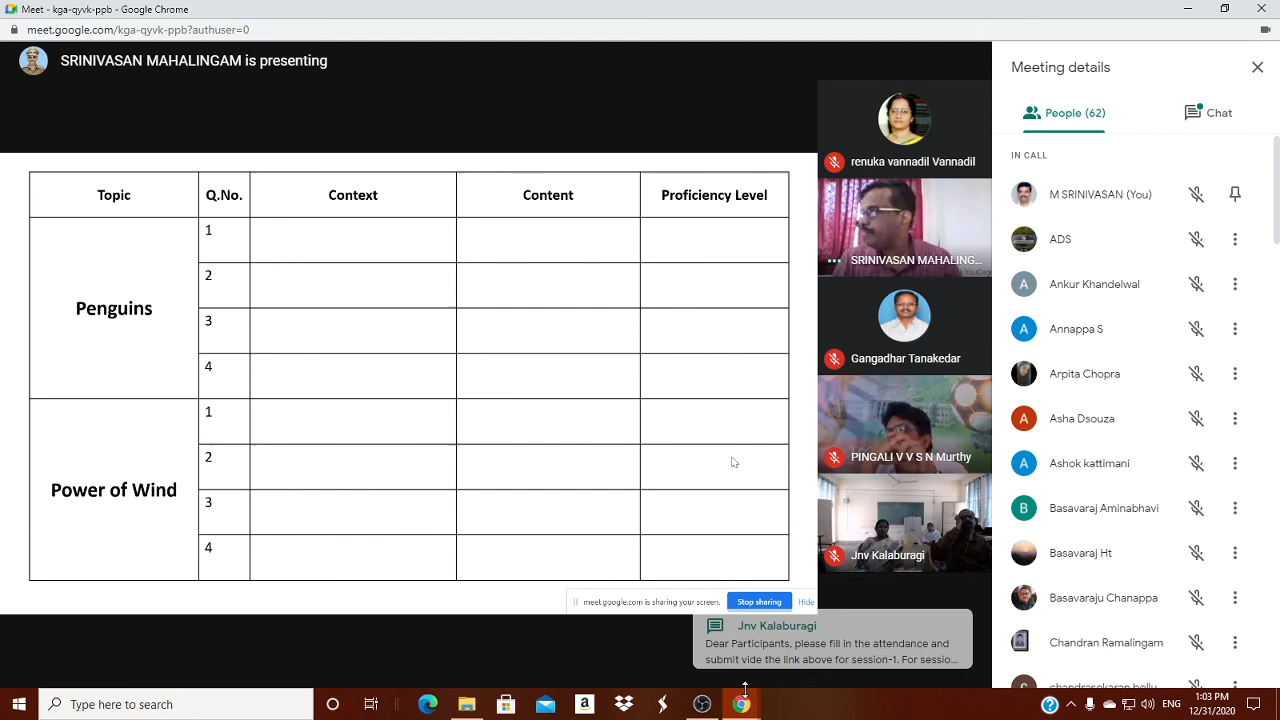 Meet - kga-qyvk-ppb - Google Chrome
meet.google.com/kga-qyvk-ppb?authuser=0
SRINIVASAN MAHALINGAM is presenting
Topic Q.No. Context Content Proficiency Level
Penguins
1
2
3
4
Power of Wind
1
2
3
4
meet.google.com is sharing your screen. Stop sharing Hide
renuka vannadil Vannadil
SRINIVASAN MAHALING...
Gangadhar Tanakedar
PINGALI V V S N Murthy
Jnv Kalaburagi
Jnv Kalaburagi
Dear Participants, please fill in the attendance and
submit vide the link above for session-1. For sessio...
Meeting details
People (62) Chat
IN CALL
M SRINIVASAN (You)
ADS
A Ankur Khandelwal
A Annappa S
Arpita Chopra
A Asha Dsouza
A Ashok kattimani
B Basavaraj Aminabhavi
Basavaraj Ht
Basavaraju Chanappa
Chandran Ramalingam
Type here to search
a
ENG
1:03 PM
12/31/2020